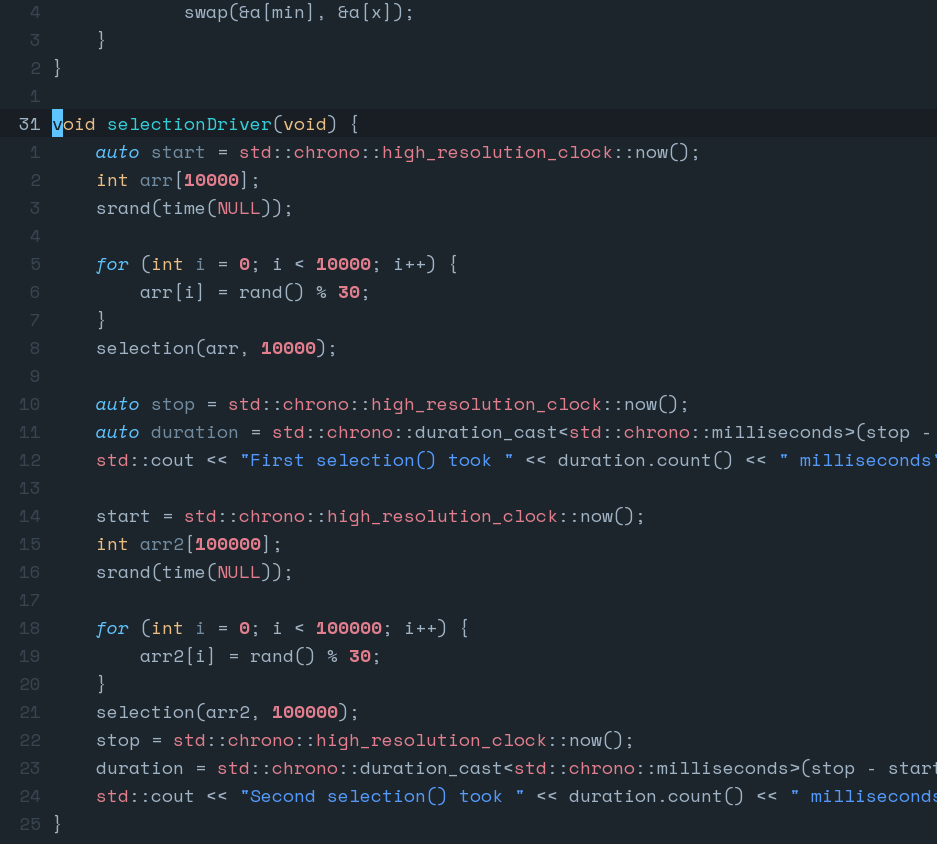 4             swap(&a[min], &a[x]);
3     }
2 }
1
31 void selectionDriver(void) {
1     auto start = std::chrono::high_resolution_clock::now();
2     int arr[10000];
3     srand(time(NULL));
4
5     for (int i = 0; i < 10000; i++) {
6         arr[i] = rand() % 30;
7     }
8     selection(arr, 10000);
9
10     auto stop = std::chrono::high_resolution_clock::now();
11     auto duration = std::chrono::duration_cast<std::chrono::milliseconds>(stop -
12     std::cout << "First selection() took " << duration.count() << " milliseconds"
13
14     start = std::chrono::high_resolution_clock::now();
15     int arr2[100000];
16     srand(time(NULL));
17
18     for (int i = 0; i < 100000; i++) {
19         arr2[i] = rand() % 30;
20     }
21     selection(arr2, 100000);
22     stop = std::chrono::high_resolution_clock::now();
23     duration = std::chrono::duration_cast<std::chrono::milliseconds>(stop - start
24     std::cout << "Second selection() took " << duration.count() << " milliseconds
25 }